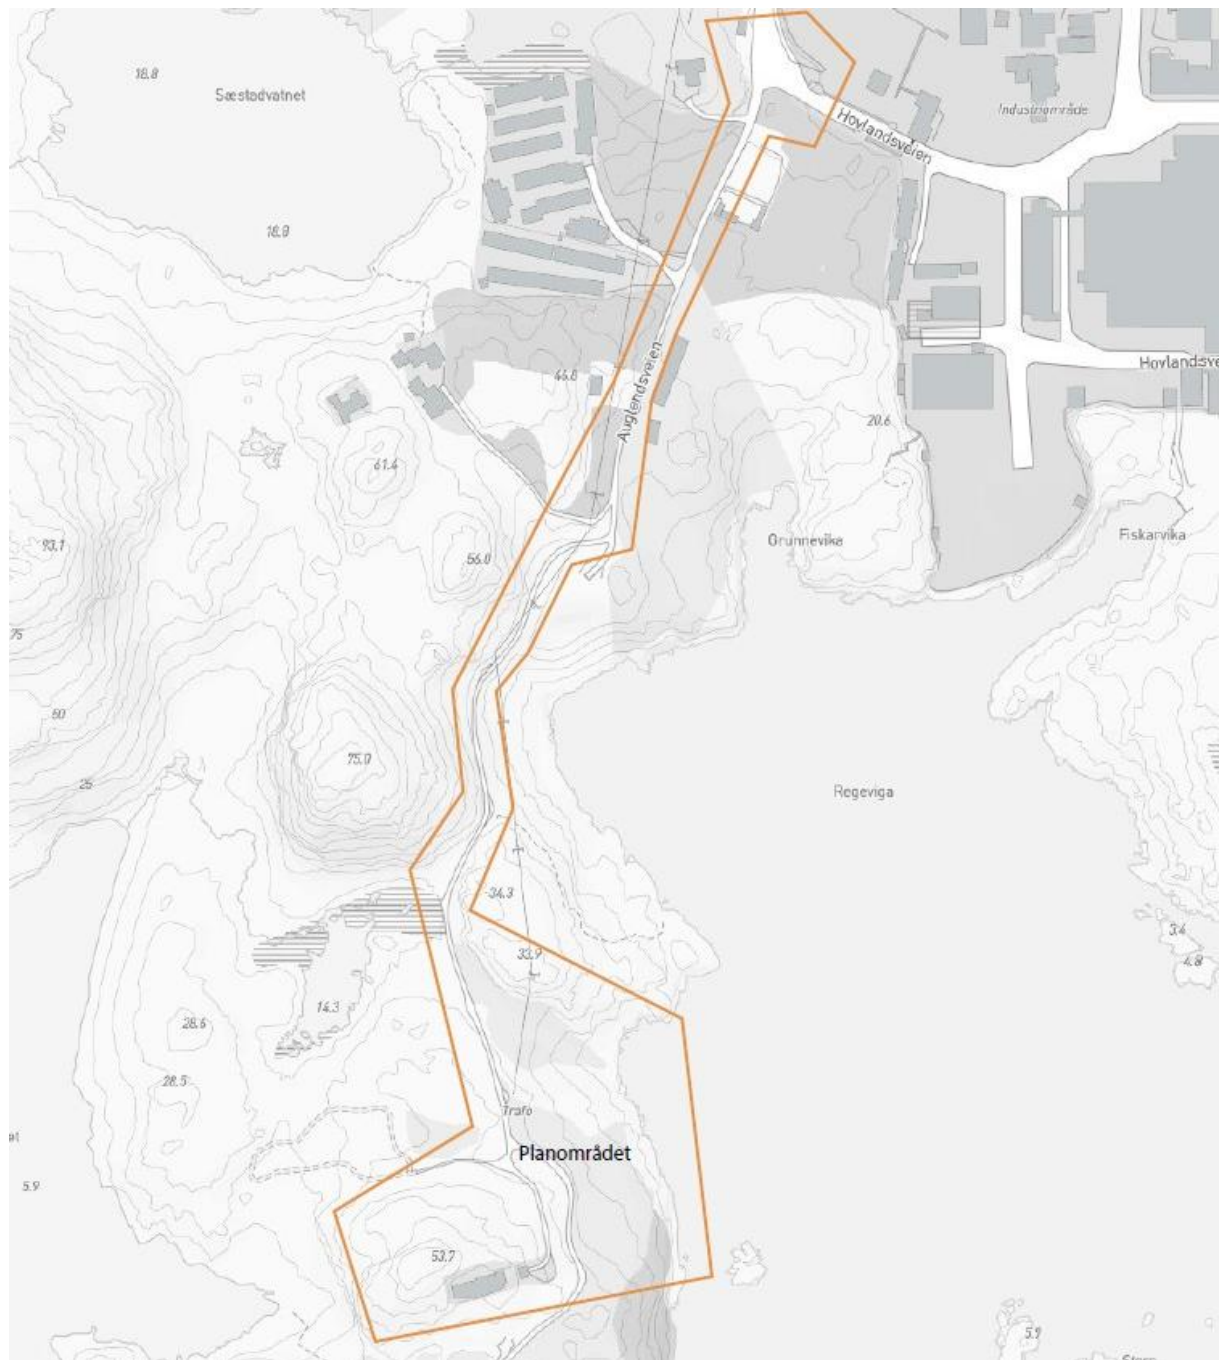 18.8
Sæstadvatnet
Industriområde
Hovlandsveien
18.8
Hovlandsve
46.8
Auglendsveien
20.6
61.4
93.1
56.0
Grunnevika
Fiskarvika
75
60
75.0
25
Regeviga
34.3
3.4
33.9
4.8
14.3
28.6
28.5
Trafo
Planområdet
5.9
53.7
5.9